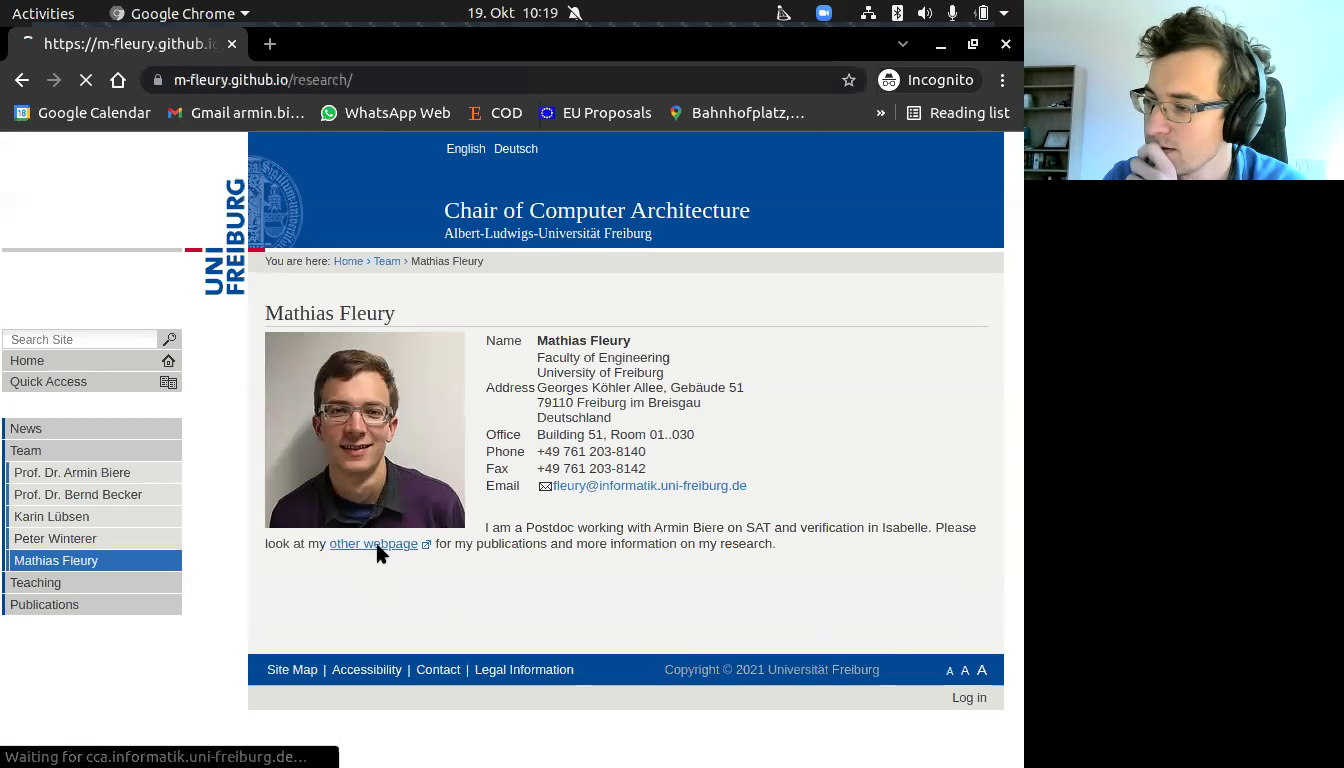 Activities Google Chrome 19. Okt 10:19
https://m-fleury.github.io
m-fleury.github.io/research/ Incognito
Google Calendar Gmail armin.bi… WhatsApp Web COD EU Proposals Bahnhofplatz,… » Reading list
English Deutsch
UNI
FREIBURG
Chair of Computer Architecture
Albert-Ludwigs-Universität Freiburg
You are here: Home › Team › Mathias Fleury
Search Site
Home
Quick Access
News
Team
Prof. Dr. Armin Biere
Prof. Dr. Bernd Becker
Karin Lübsen
Peter Winterer
Mathias Fleury
Teaching
Publications
Mathias Fleury
Name Mathias Fleury
Faculty of Engineering
University of Freiburg
Address Georges Köhler Allee, Gebäude 51
79110 Freiburg im Breisgau
Deutschland
Office Building 51, Room 01..030
Phone +49 761 203-8140
Fax +49 761 203-8142
Email fleury@informatik.uni-freiburg.de
I am a Postdoc working with Armin Biere on SAT and verification in Isabelle. Please
look at my other webpage for my publications and more information on my research.
Site Map | Accessibility | Contact | Legal Information Copyright © 2021 Universität Freiburg A A A
Log in
Waiting for cca.informatik.uni-freiburg.de…